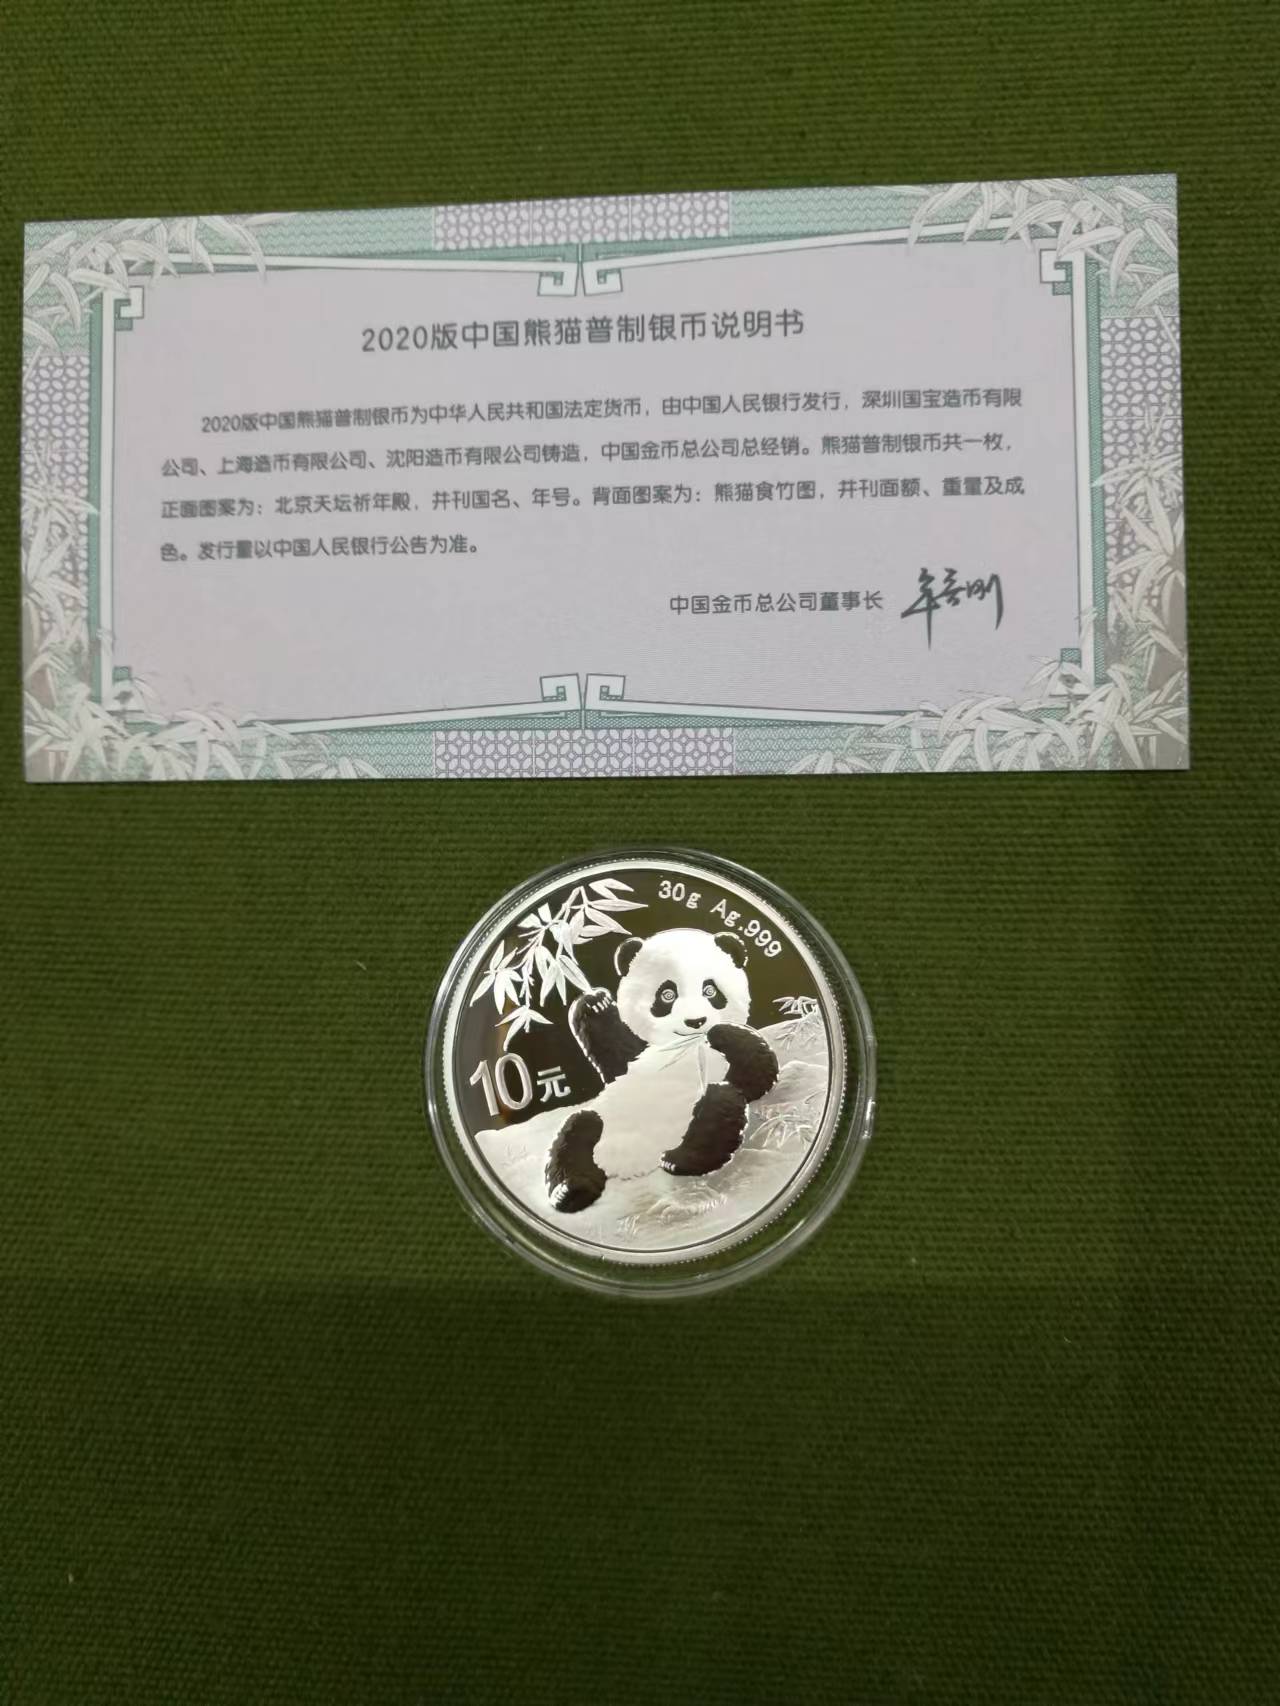 2020版中国熊猫普制银币说明书
2020版中国熊猫普制银币为中华人民共和国法定货币，由中国人民银行发行，深圳国宝造币有限
公司、上海造币有限公司、沈阳造币有限公司铸造，中国金币总公司总经销。熊猫普制银币共一枚，
正面图案为：北京天坛祈年殿，并刊国名、年号。背面图案为：熊猫食竹图，并刊面额、重量及成
色。发行量以中国人民银行公告为准。
中国金币总公司董事长
30g Ag.999
10元